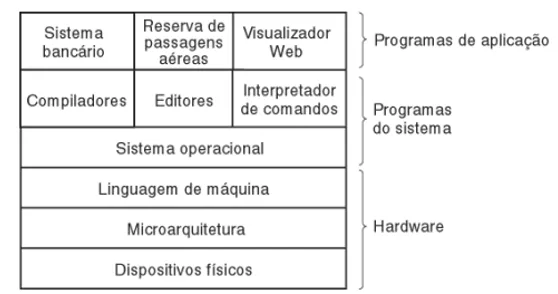 Sistema
bancário
Reserva de
passagens
aéreas
Visualizador
Web
Programas de aplicação
Compiladores
Editores
Interpretador
de comandos
Programas
do sistema
Sistema operacional
Linguagem de máquina
Microarquitetura
Hardware
Dispositivos físicos